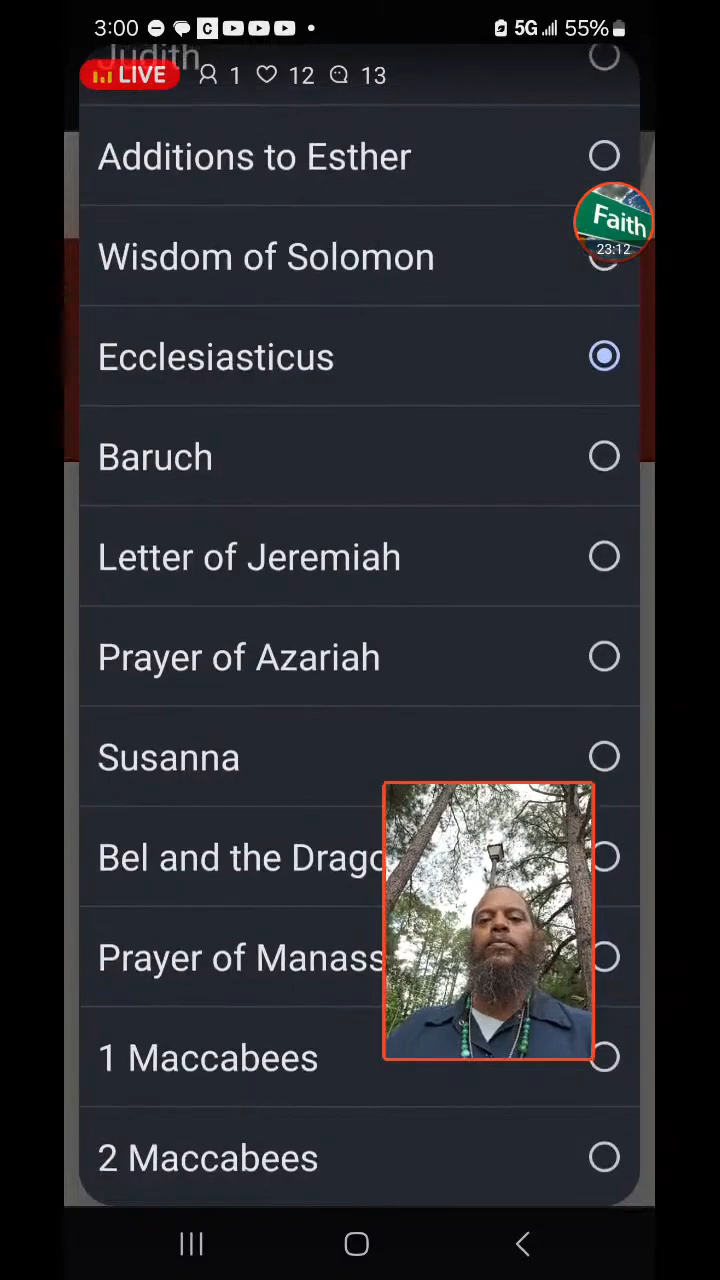 3:00 C 5G 55%
Judith
LIVE 1 12 13
Additions to Esther
Faith
23:12
Wisdom of Solomon
Ecclesiasticus
Baruch
Letter of Jeremiah
Prayer of Azariah
Susanna
Bel and the Drago
Prayer of Manass
1 Maccabees
2 Maccabees